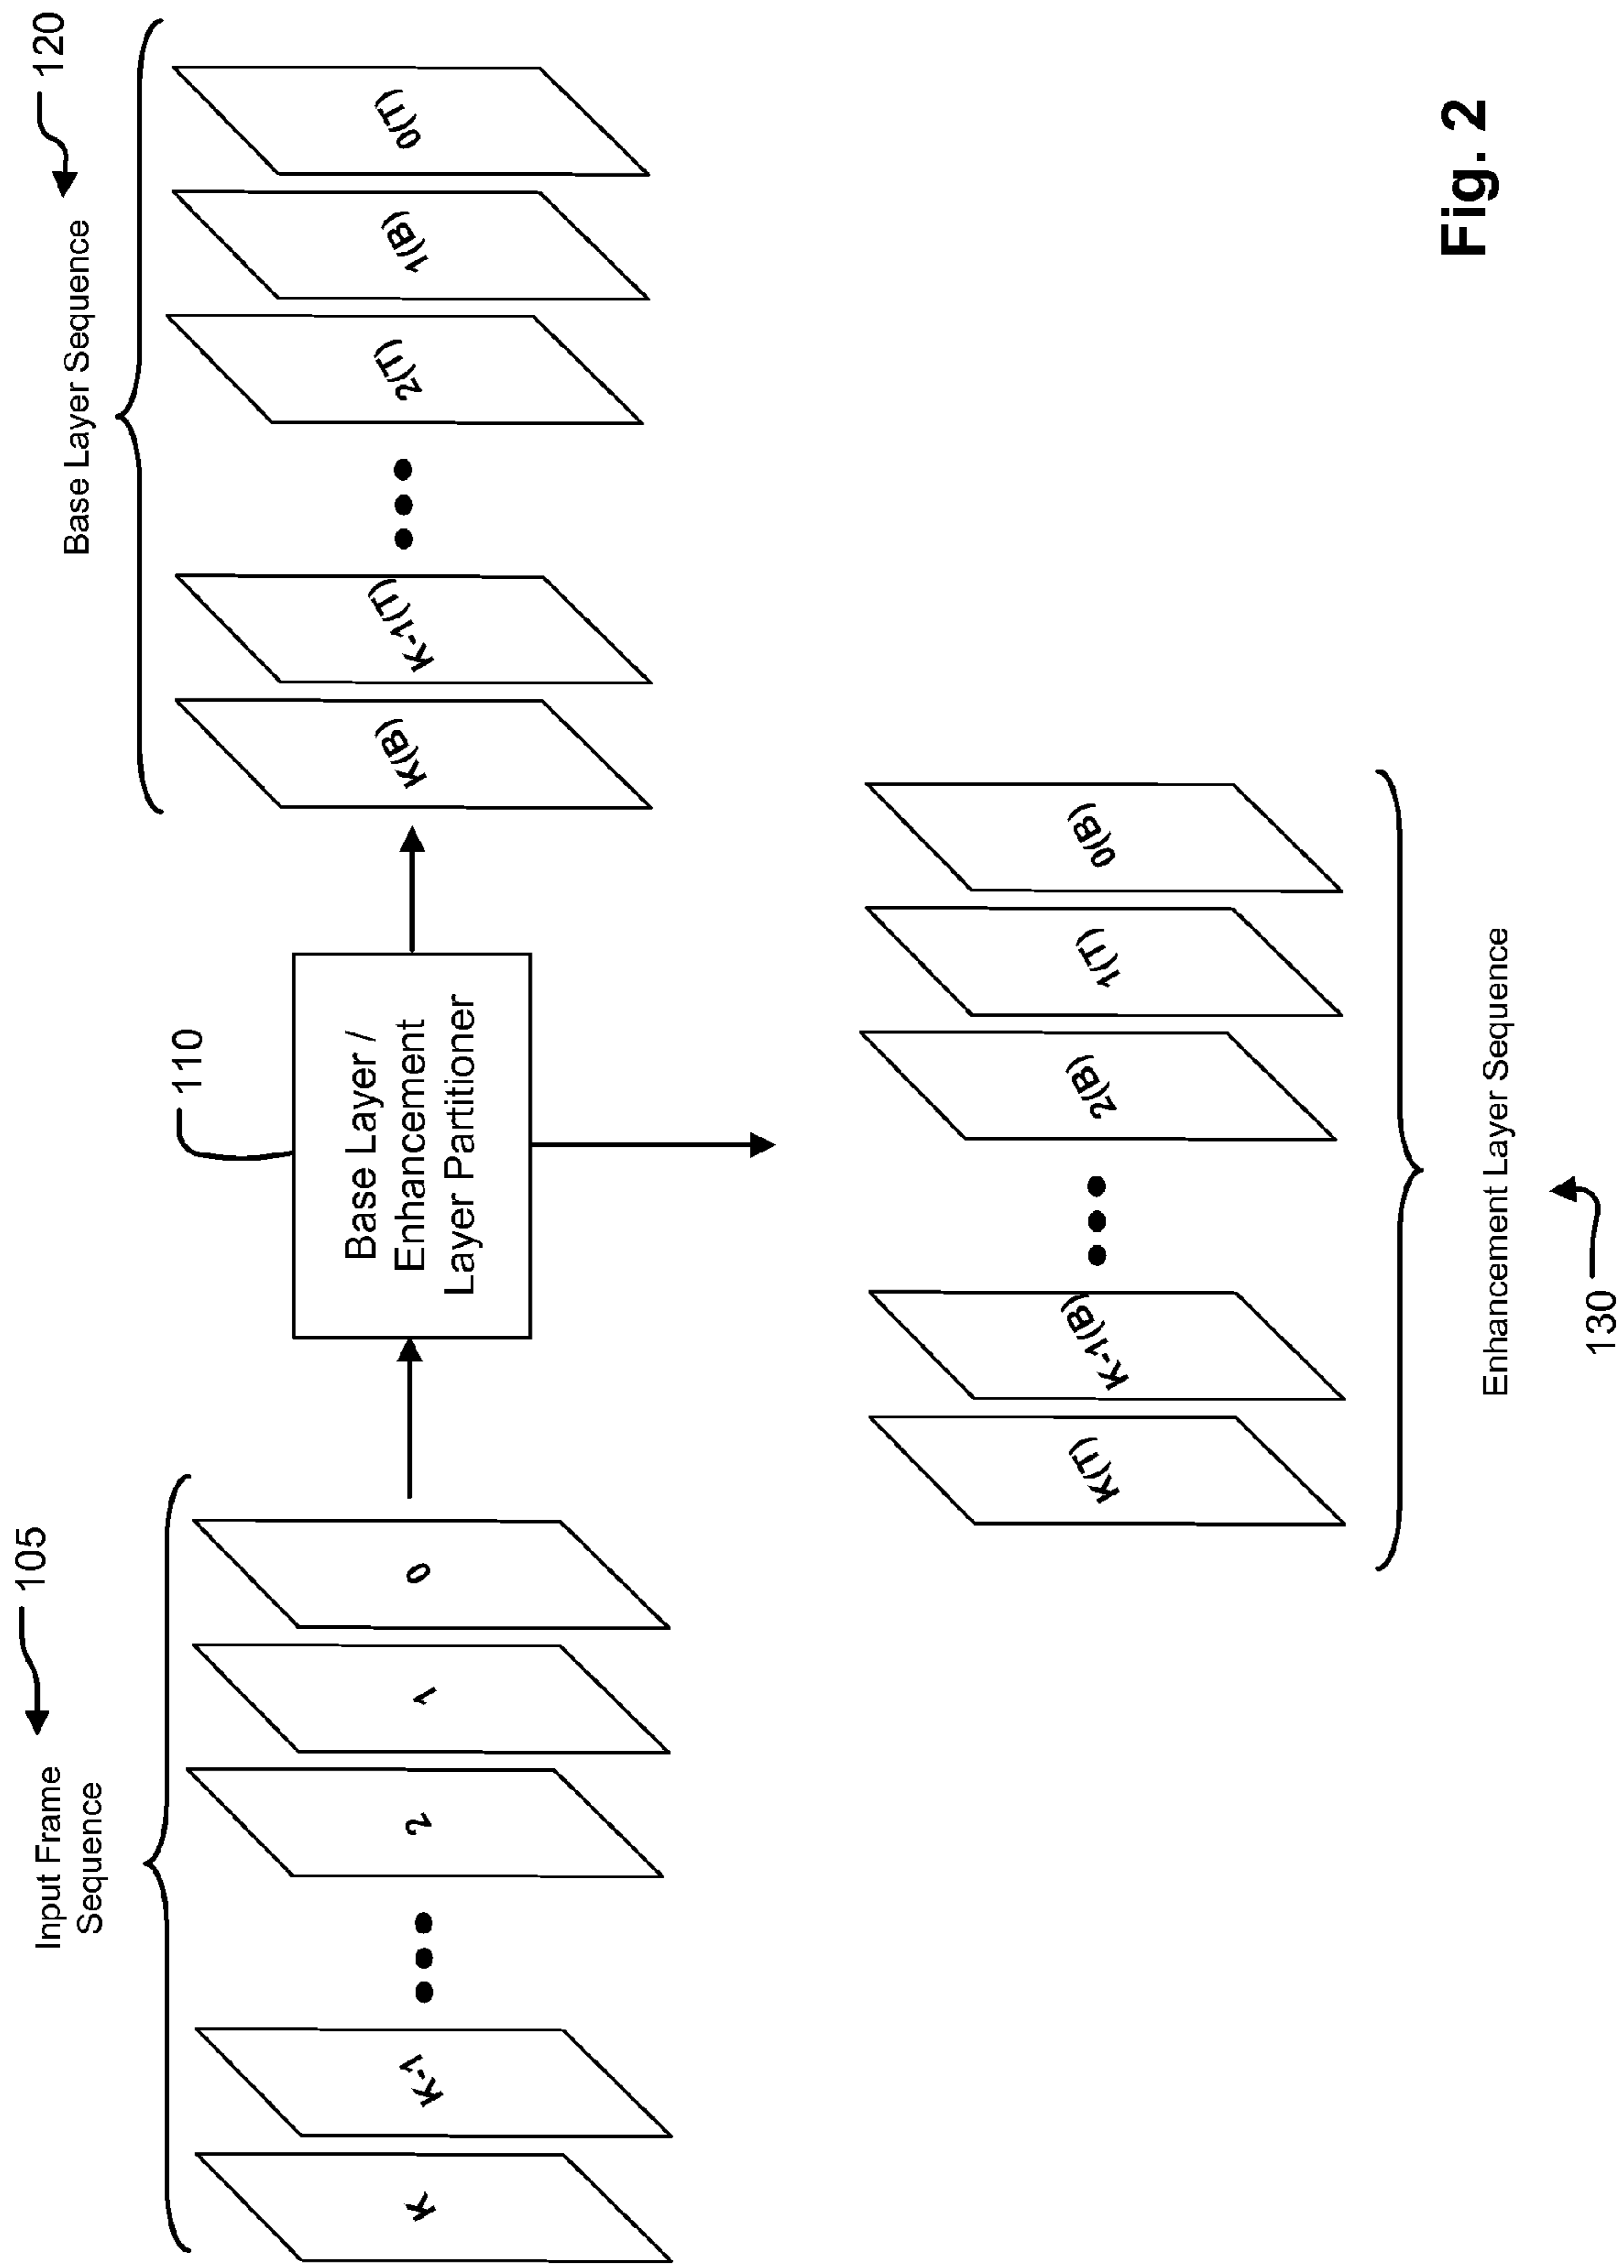 105
Input Frame
Sequence
K
K-1
2
1
0
110
Base Layer /
Enhancement
Layer Partitioner
120
Base Layer Sequence
K(B)
K-1(T)
2(T)
1(B)
0(T)
K(T)
K-1(B)
2(B)
1(T)
0(B)
Enhancement Layer Sequence
130
Fig. 2